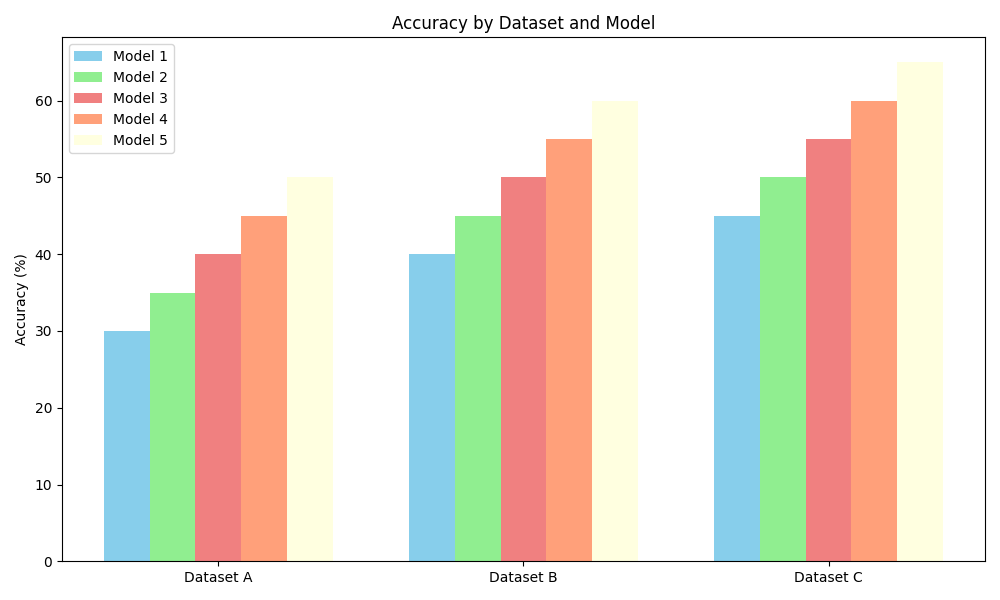 Accuracy by Dataset and Model
Model 1
Model 2
Model 3
Model 4
Model 5
Accuracy (%)
60
50
40
30
20
10
0
Dataset A
Dataset B
Dataset C